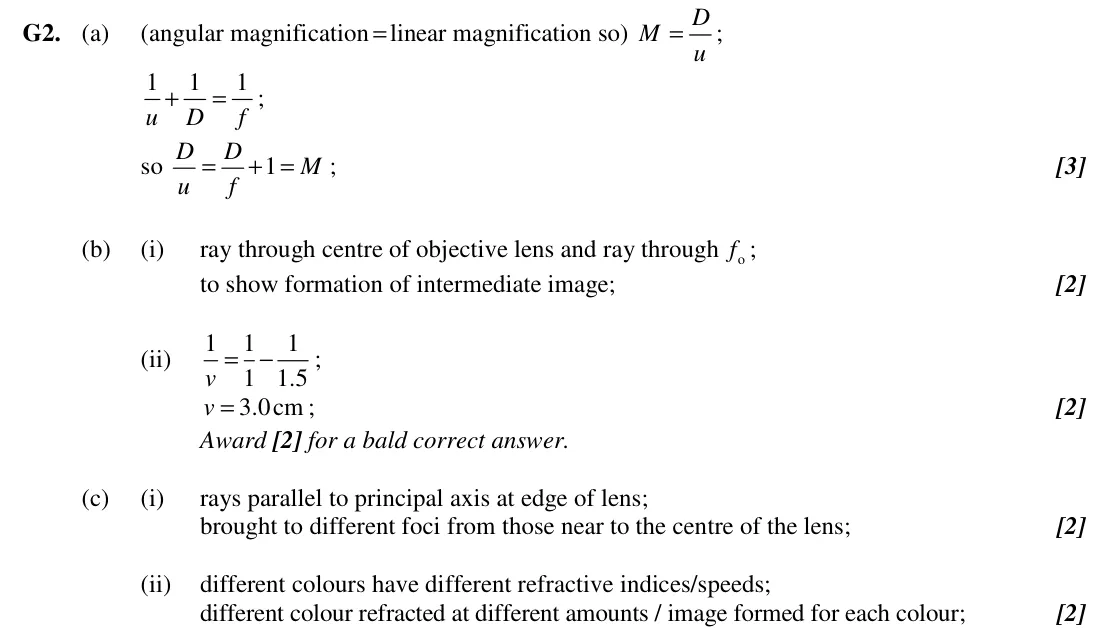 G2. (a) (angular magnification = linear magnification so) M = D/u ;
1/u + 1/D = 1/f ;
so D/u = D/f + 1 = M ; [3]
(b) (i) ray through centre of objective lens and ray through fₒ ;
to show formation of intermediate image; [2]
(ii) 1/v = 1/1 − 1/1.5 ;
v = 3.0 cm ; [2]
Award [2] for a bald correct answer.
(c) (i) rays parallel to principal axis at edge of lens;
brought to different foci from those near to the centre of the lens; [2]
(ii) different colours have different refractive indices/speeds;
different colour refracted at different amounts / image formed for each colour; [2]